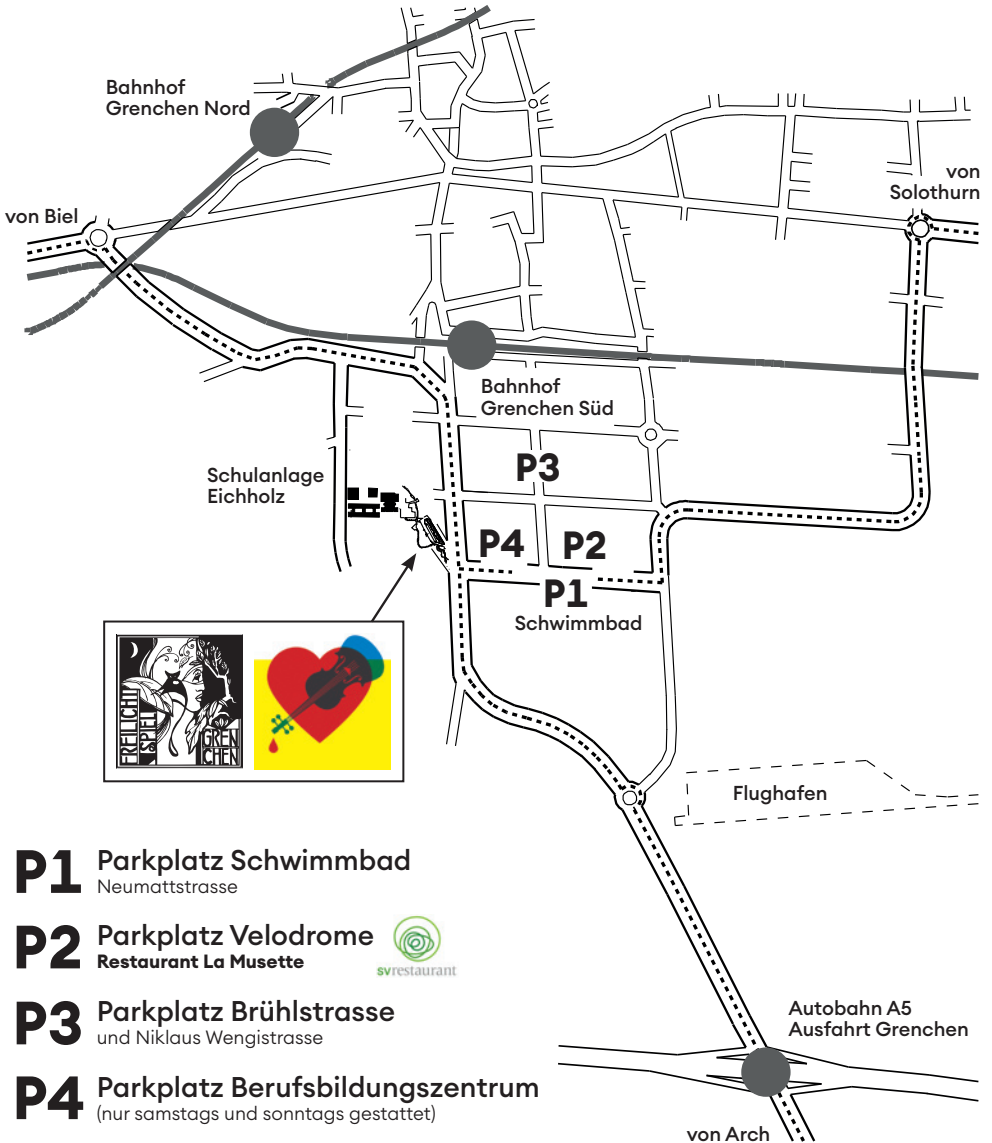 Bahnhof
Grenchen Nord
von
Solothurn
von Biel
Bahnhof
Grenchen Süd
P3
Schulanlage
Eichholz
P4
P2
P1
Schwimmbad
FREILICHT
SPIEL
GREN
CHEN
Flughafen
P1 Parkplatz Schwimmbad
Neumattstrasse
P2 Parkplatz Velodrome
Restaurant La Musette
svrestaurant
P3 Parkplatz Brühlstrasse
und Niklaus Wengistrasse
P4 Parkplatz Berufsbildungszentrum
(nur samstags und sonntags gestattet)
Autobahn A5
Ausfahrt Grenchen
von Arch